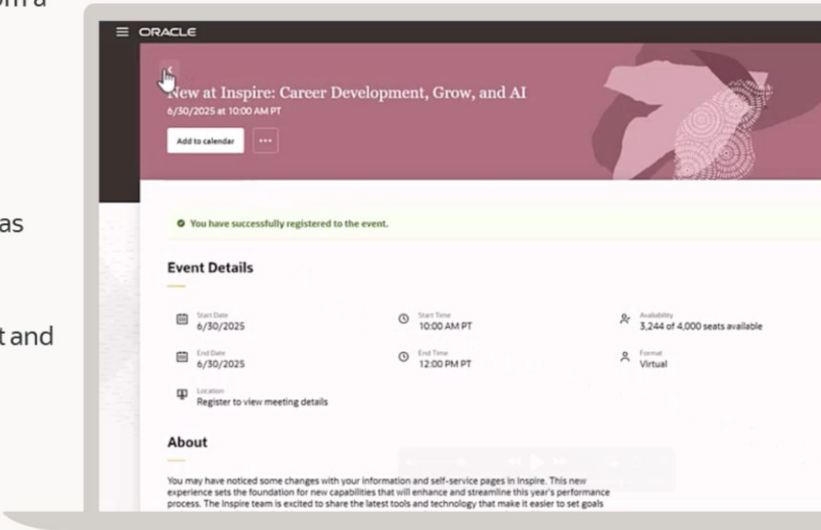 as
t and
ORACLE
New at Inspire: Career Development, Grow, and AI
6/30/2025 at 10:00 AM PT
Add to calendar
You have successfully registered to the event.
Event Details
Start Date
6/30/2025
Start Time
10:00 AM PT
Availability
3,244 of 4,000 seats available
End Date
6/30/2025
End Time
12:00 PM PT
Format
Virtual
Location
Register to view meeting details
About
You may have noticed some changes with your information and self-service pages in Inspire. This new
experience sets the foundation for new capabilities that will enhance and streamline this year's performance
process. The Inspire team is excited to share the latest tools and technology that make it easier to set goals